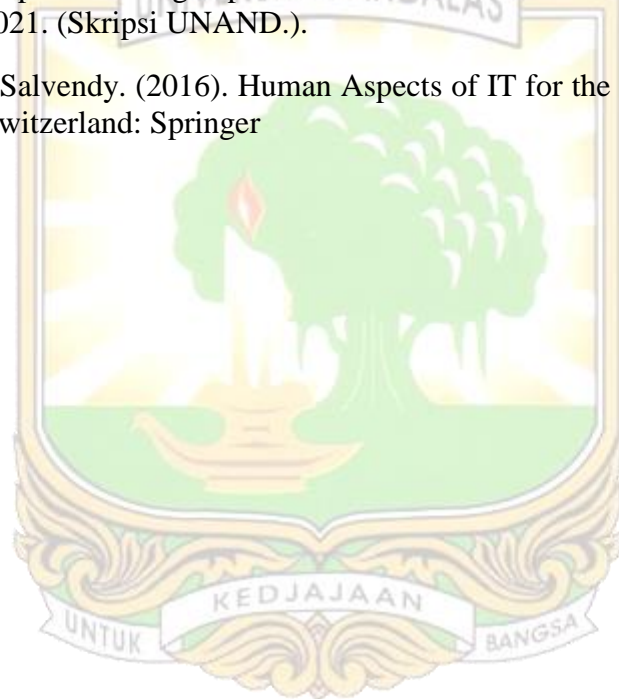 021. (Skripsi UNAND.).
Salvendy. (2016). Human Aspects of IT for the
witzerland: Springer
UNTUK KEDJAJAAN BANGSA